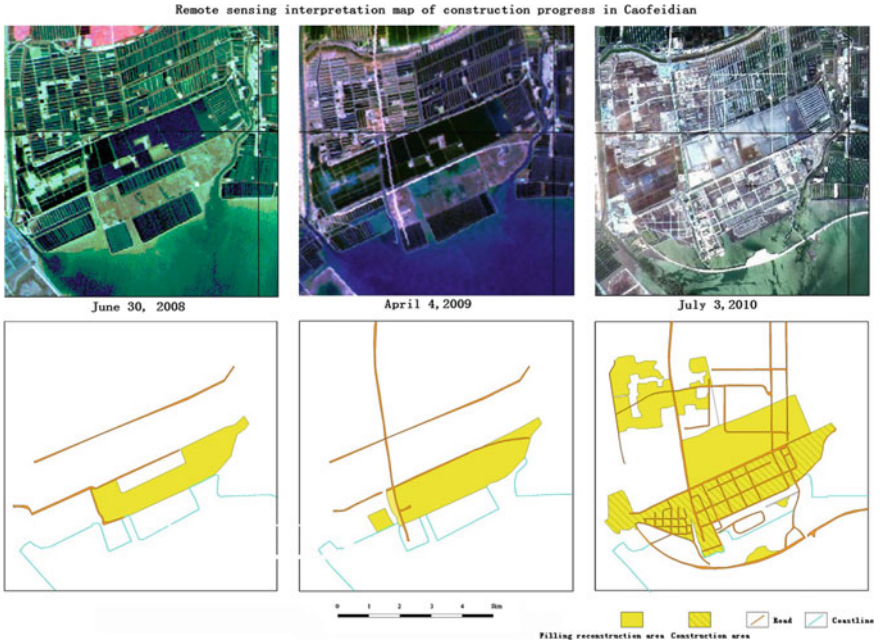 Remote sensing interpretation map of construction progress in Caofeidian
June 30, 2008
April 4,2009
July 3,2010
0 1 2 3 4 5km
Filling reconstruction area
Construction area
Road
Coastline